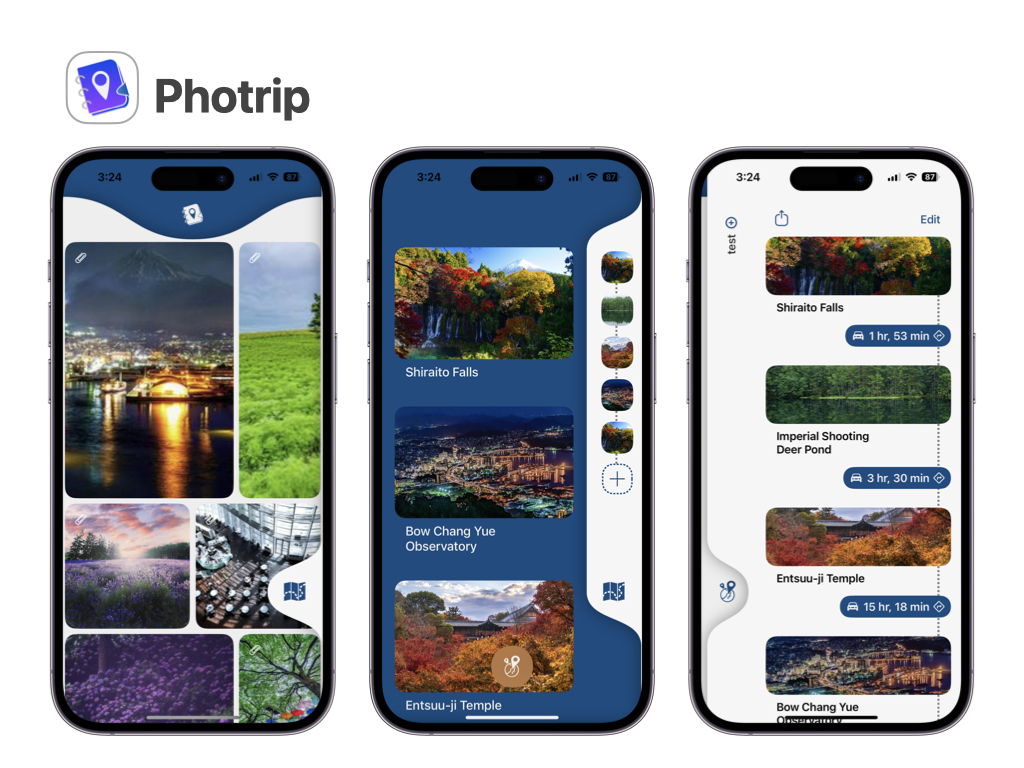 Photrip
3:24
87
3:24
87
Shiraito Falls
Bow Chang Yue
Observatory
Entsuu-ji Temple
3:24
87
test
Edit
Shiraito Falls
1 hr, 53 min
Imperial Shooting
Deer Pond
3 hr, 30 min
Entsuu-ji Temple
15 hr, 18 min
Bow Chang Yue
Observatory